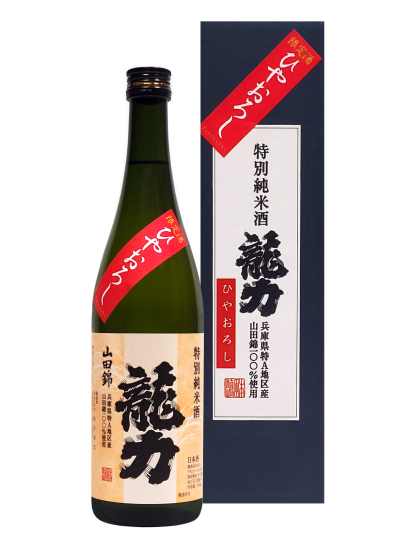 限定酒
ひやおろし
特別純米酒
龍力
ひやおろし
兵庫県特A地区産
山田錦一〇〇%使用
限定酒
ひやおろし
特別純米酒
龍力
山田錦
兵庫県特A地区産
山田錦一〇〇%使用
日本酒